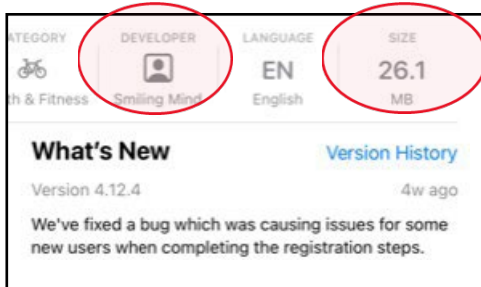 ATEGORY DEVELOPER LANGUAGE SIZE
EN 26.1
th & Fitness Smiling Mind English MB
What's New Version History
Version 4.12.4 4w ago
We've fixed a bug which was causing issues for some
new users when completing the registration steps.